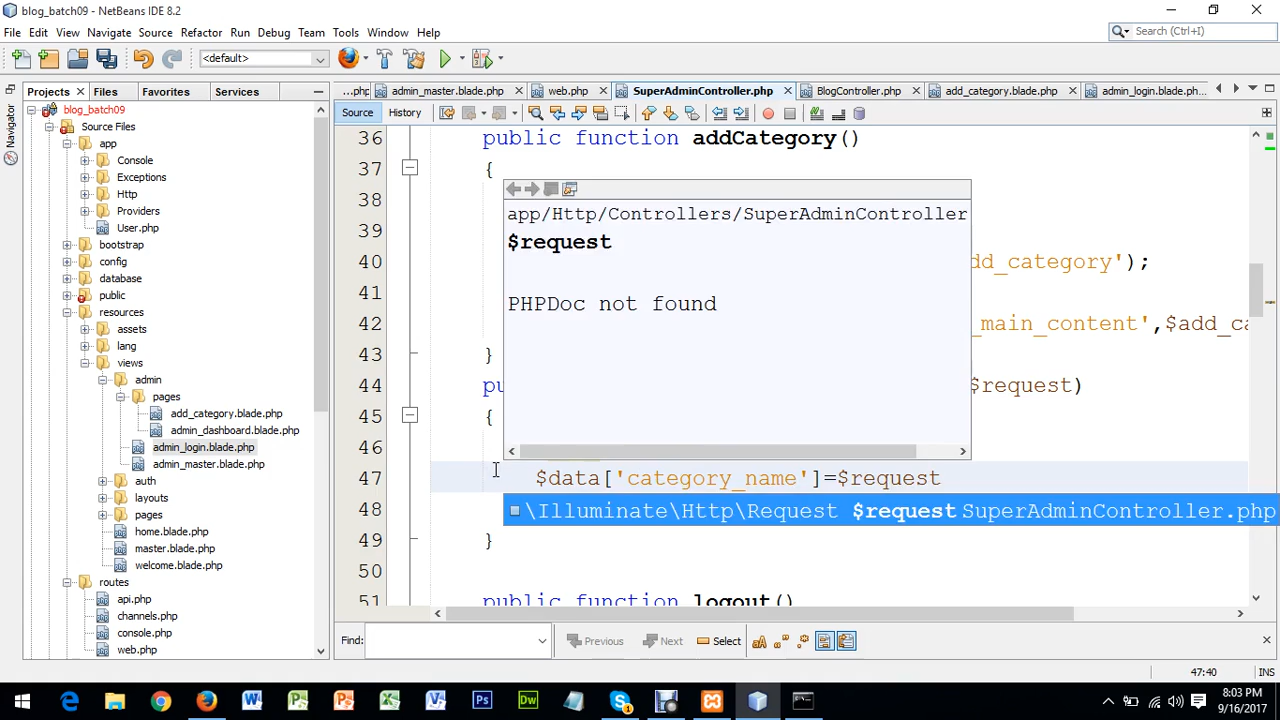 blog_batch09 - NetBeans IDE 8.2
File Edit View Navigate Source Refactor Run Debug Team Tools Window Help
Search (Ctrl+I)
<default>
Projects Files Favorites Services
...php admin_master.blade.php web.php SuperAdminController.php BlogController.php add_category.blade.php admin_login.blade.ph...
Navigator
Source History
blog_batch09
Source Files
app
Console
Exceptions
Http
Providers
User.php
bootstrap
config
database
public
resources
assets
lang
views
admin
pages
add_category.blade.php
admin_dashboard.blade.php
admin_login.blade.php
admin_master.blade.php
auth
layouts
pages
home.blade.php
master.blade.php
welcome.blade.php
routes
api.php
channels.php
console.php
web.php
36 public function addCategory()
37 {
38
39
40 dd_category');
41
42 _main_content',$add_ca
43 }
44 pu $request)
45 {
46
47 $data['category_name']=$request
48
49 }
50
51 public function logout()
app/Http/Controllers/SuperAdminController
$request
PHPDoc not found
\Illuminate\Http\Request $request SuperAdminController.php
Find: Previous Next Select
47:40 INS
8:03 PM
9/16/2017